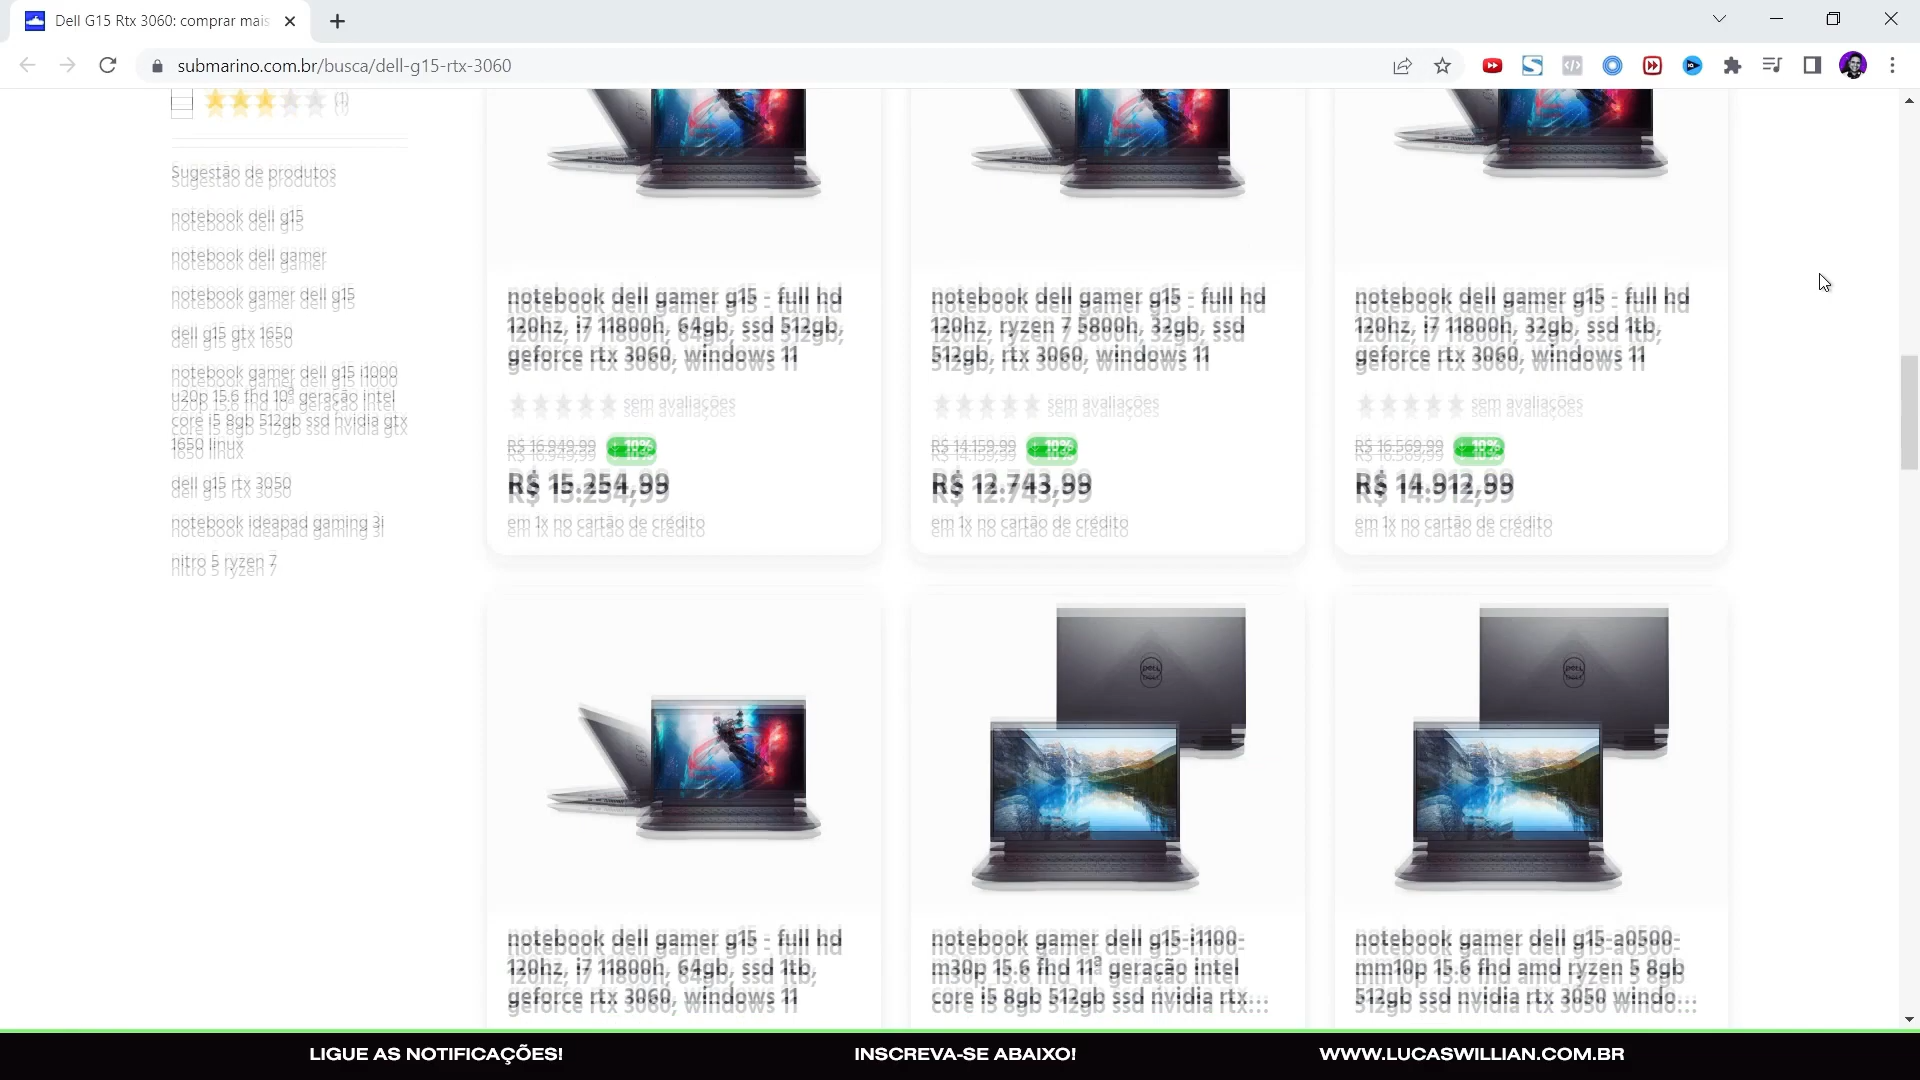 Dell G15 Rtx 3060: comprar mais
submarino.com.br/busca/dell-g15-rtx-3060
(1)
Sugestão de produtos
notebook dell g15
notebook dell gamer
notebook gamer dell g15
dell g15 gtx 1650
notebook gamer dell g15 i1000
u20p 15.6 fhd 10ª geração intel
core i5 8gb 512gb ssd nvidia gtx
1650 linux
dell g15 rtx 3050
notebook ideapad gaming 3i
nitro 5 ryzen 7
notebook dell gamer g15 - full hd
120hz, i7 11800h, 64gb, ssd 512gb,
geforce rtx 3060, windows 11
sem avaliações
R$ 16.949,99 10%
R$ 15.254,99
em 1x no cartão de crédito
notebook dell gamer g15 - full hd
120hz, ryzen 7 5800h, 32gb, ssd
512gb, rtx 3060, windows 11
sem avaliações
R$ 14.159,99 10%
R$ 12.743,99
em 1x no cartão de crédito
notebook dell gamer g15 - full hd
120hz, i7 11800h, 32gb, ssd 1tb,
geforce rtx 3060, windows 11
sem avaliações
R$ 16.569,99 10%
R$ 14.912,99
em 1x no cartão de crédito
notebook dell gamer g15 - full hd
120hz, i7 11800h, 64gb, ssd 1tb,
geforce rtx 3060, windows 11
DELL
notebook gamer dell g15-i1100-
m30p 15.6 fhd 11ª geração intel
core i5 8gb 512gb ssd nvidia rtx...
DELL
notebook gamer dell g15-a0500-
mm10p 15.6 fhd amd ryzen 5 8gb
512gb ssd nvidia rtx 3050 windo...
LIGUE AS NOTIFICAÇÕES!
INSCREVA-SE ABAIXO!
WWW.LUCASWILLIAN.COM.BR